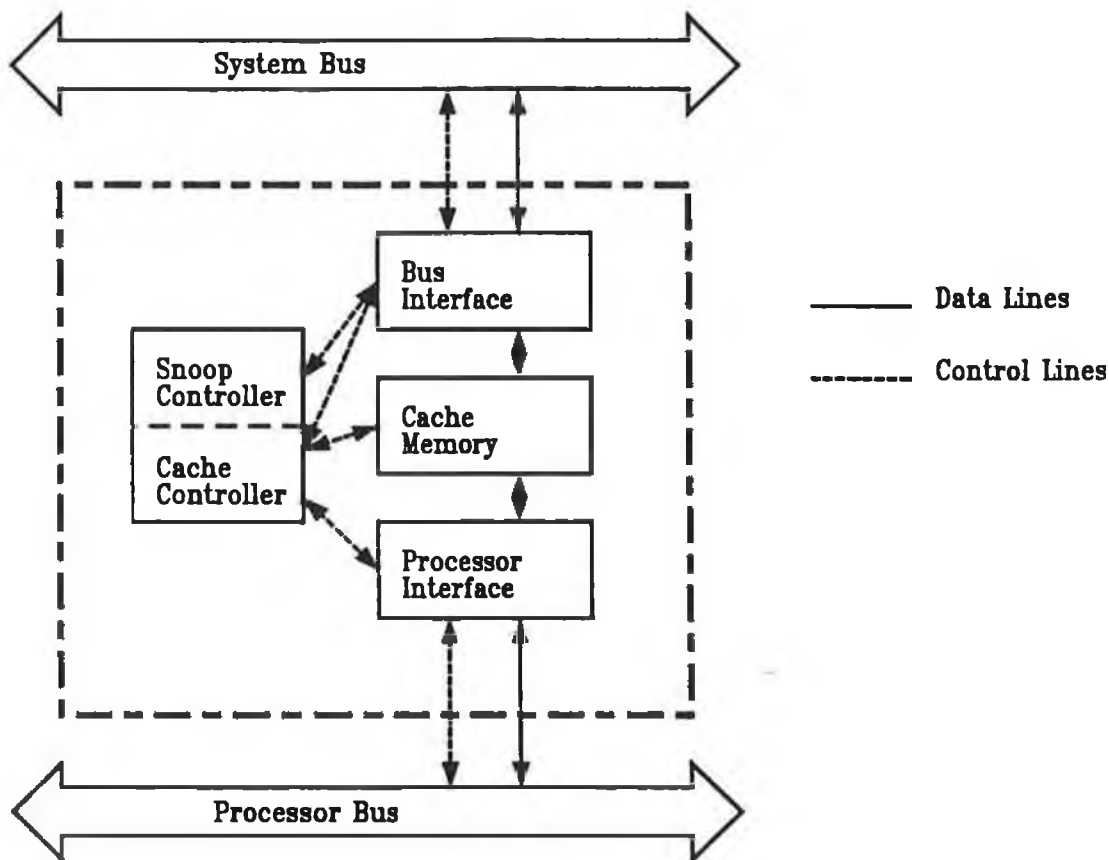 System Bus
Bus
Interface
Data Lines
Snoop
Controller
Control Lines
Cache
Memory
Cache
Controller
Processor
Interface
Processor Bus